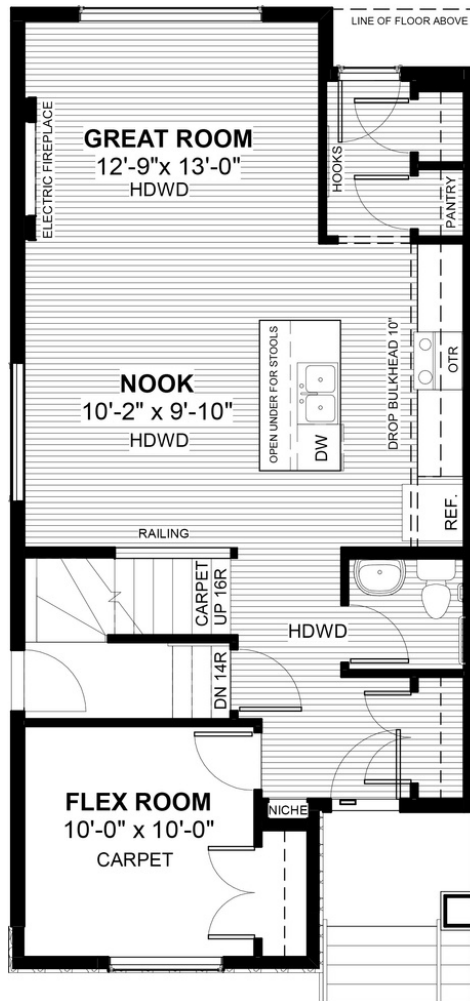 LINE OF FLOOR ABOVE
ELECTRIC FIREPLACE
GREAT ROOM
12'-9"x 13'-0"
HDWD
HOOKS
PANTRY
OPEN UNDER FOR STOOLS
DROP BULKHEAD 10"
OTR
NOOK
10'-2" x 9'-10"
HDWD
DW
REF.
RAILING
CARPET
UP 16R
HDWD
DN 14R
FLEX ROOM
10'-0" x 10'-0"
CARPET
NICHE